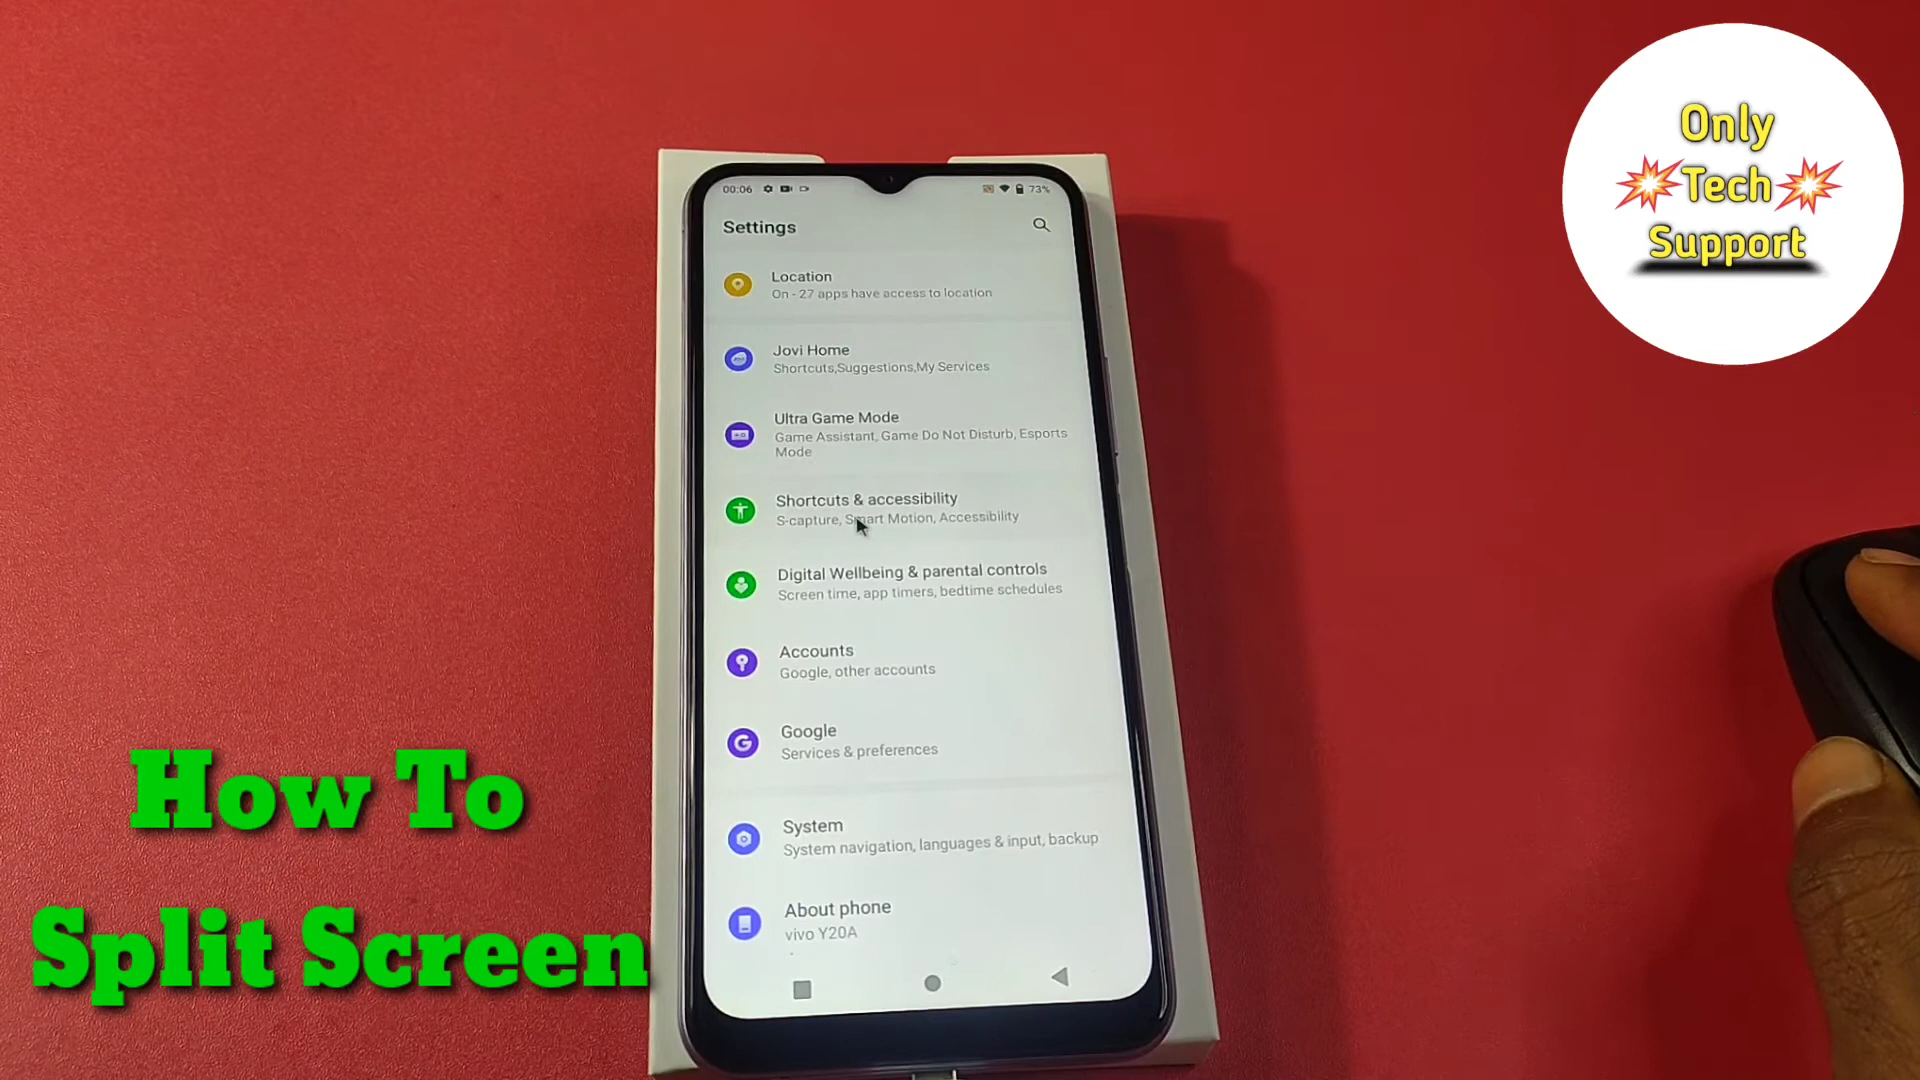 Only
Tech
Support
00:06
73%
Settings
Location
On - 27 apps have access to location
Jovi Home
Shortcuts,Suggestions,My Services
Ultra Game Mode
Game Assistant, Game Do Not Disturb, Esports
Mode
Shortcuts & accessibility
S-capture, Smart Motion, Accessibility
Digital Wellbeing & parental controls
Screen time, app timers, bedtime schedules
Accounts
Google, other accounts
Google
Services & preferences
System
System navigation, languages & input, backup
About phone
vivo Y20A
How To
Split Screen